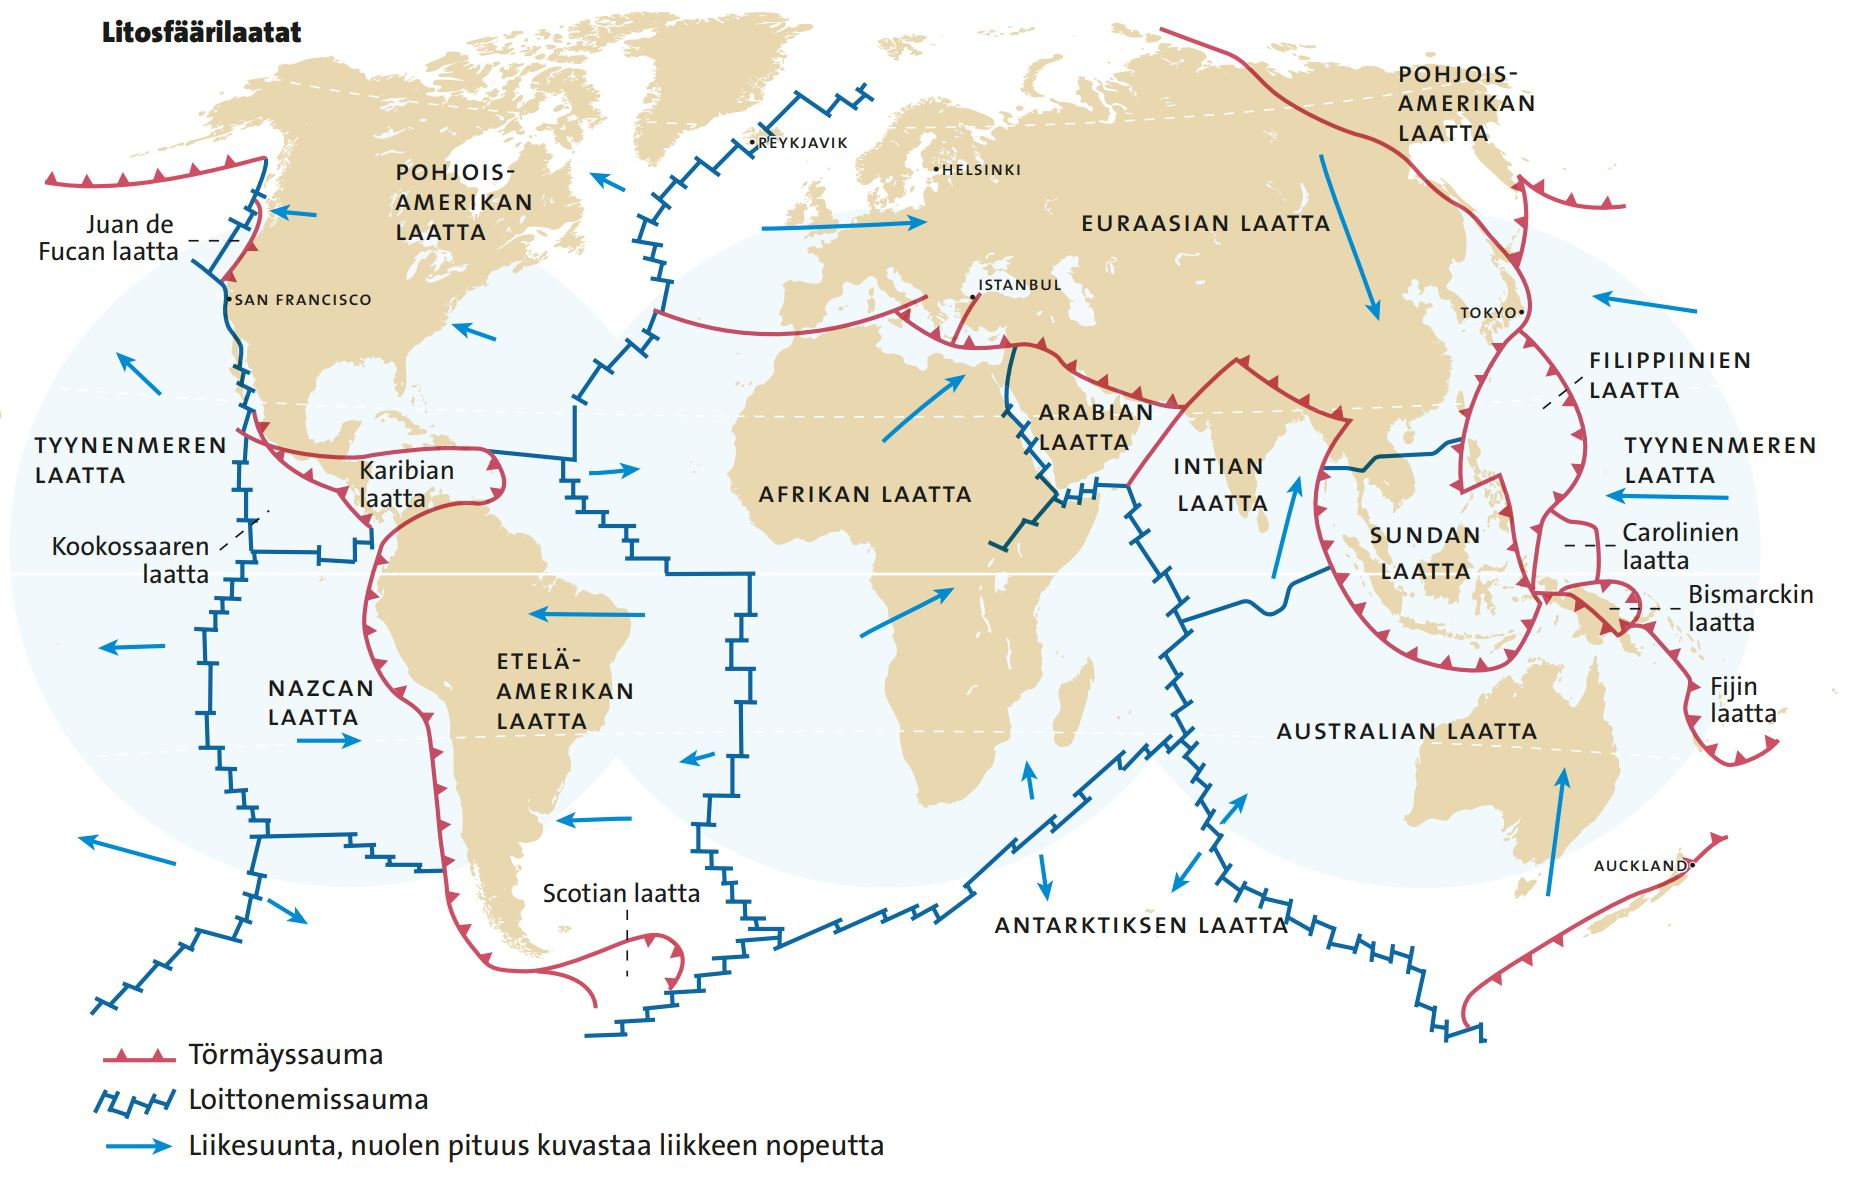 Litosfäärilaatat
POHJOIS-
AMERIKAN
LAATTA
REYKJAVIK
HELSINKI
POHJOIS-
AMERIKAN
LAATTA
Juan de
Fucan laatta
EURAASIAN LAATTA
SAN FRANCISCO
ISTANBUL
TOKYO
FILIPPIINIEN
LAATTA
TYYNENMEREN
LAATTA
Karibian
laatta
AFRIKAN LAATTA
ARABIAN
LAATTA
INTIAN
LAATTA
TYYNENMEREN
LAATTA
Kookossaaren
laatta
SUNDAN
LAATTA
Carolinien
laatta
Bismarckin
laatta
NAZCAN
LAATTA
ETELÄ-
AMERIKAN
LAATTA
AUSTRALIAN LAATTA
Fijin
laatta
Scotian laatta
ANTARKTIKSEN LAATTA
AUCKLAND
Törmäyssauma
Loittonemissauma
Liikesuunta, nuolen pituus kuvastaa liikkeen nopeutta